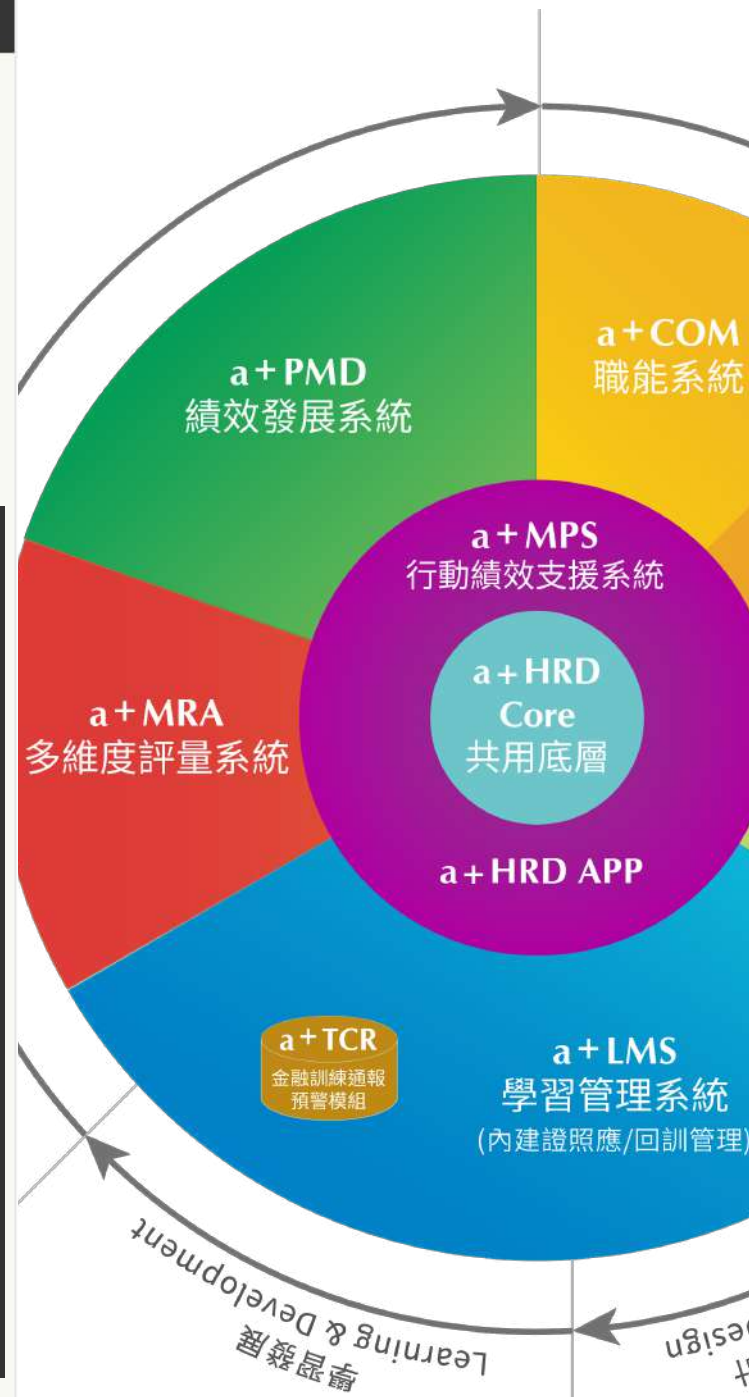 a+PMD
績效發展系統
a+COM
職能系統
a+MPS
行動績效支援系統
a+HRD
Core
共用底層
a+HRD APP
a+MRA
多維度評量系統
a+TCR
金融訓練通報
預警模組
a+LMS
學習管理系統
(內建證照應/回訓管理)
Learning & Development
學習發展
Design